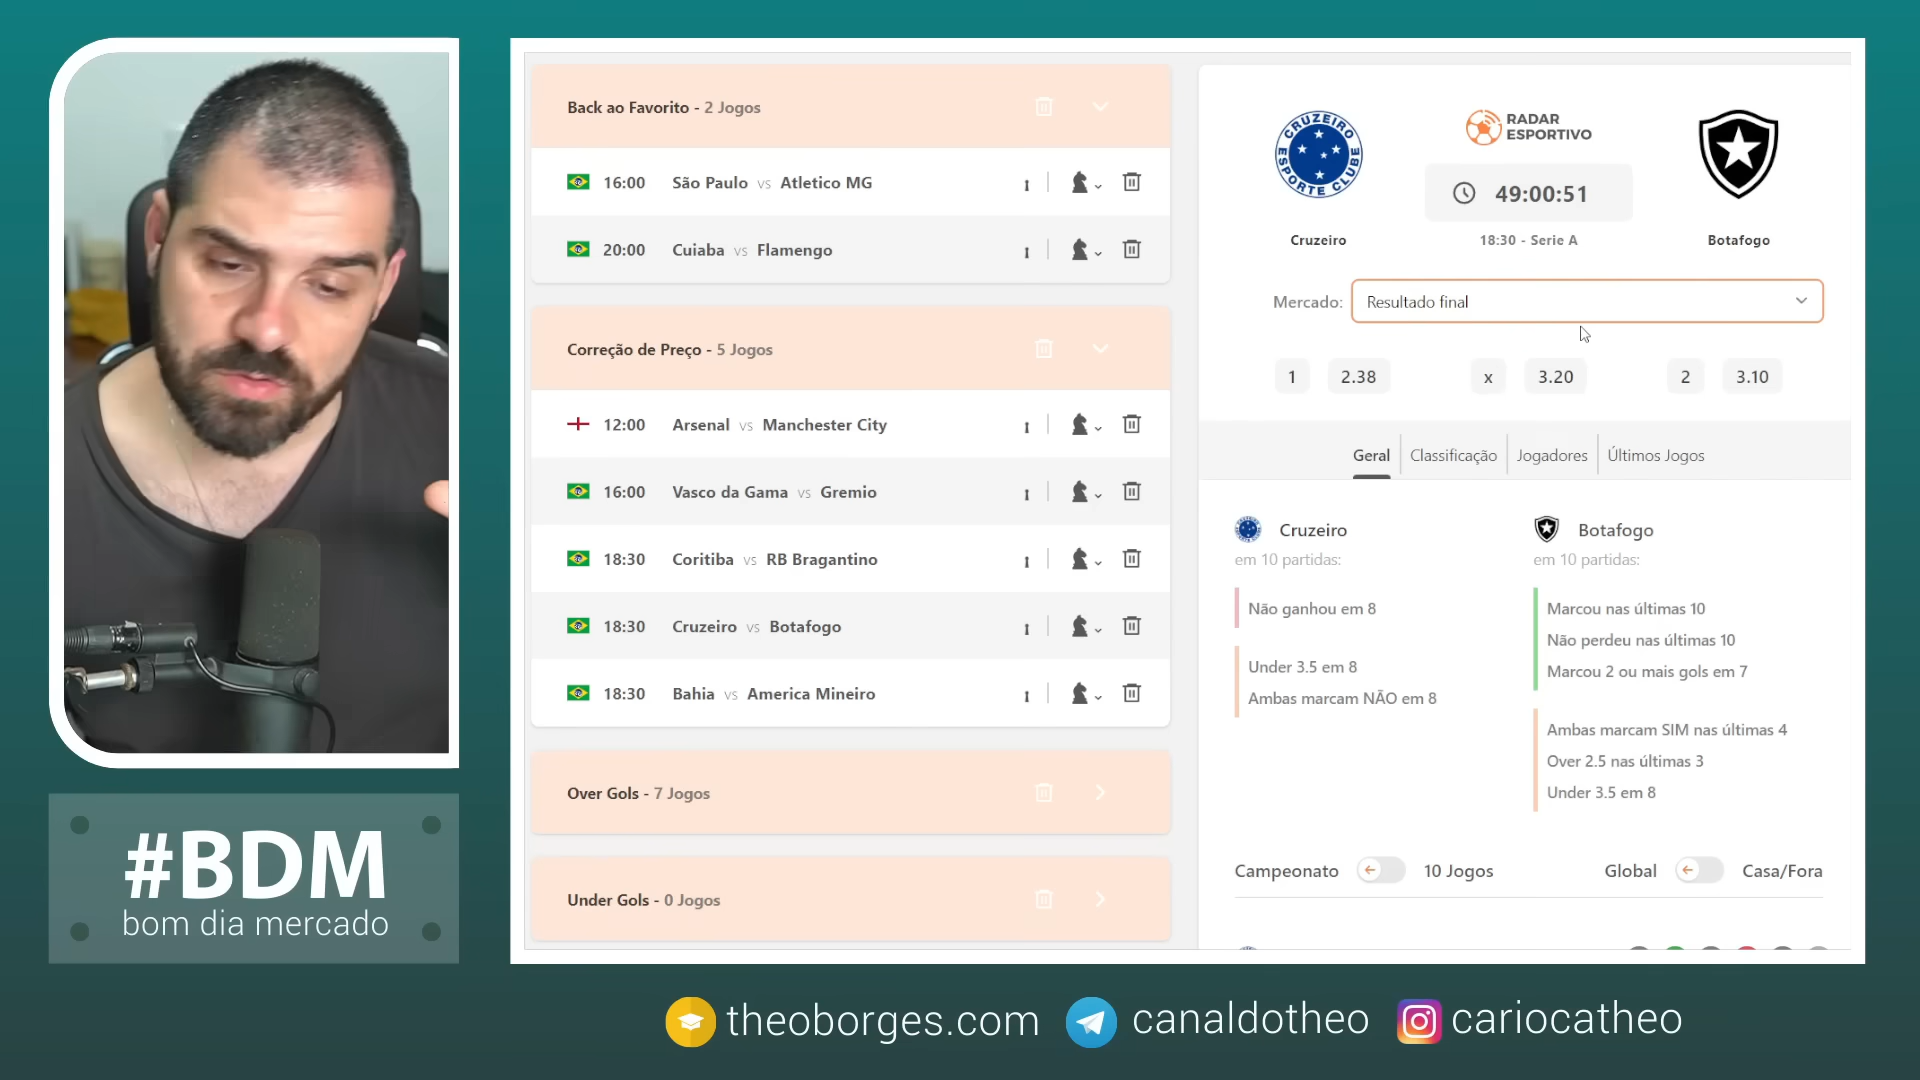 Back ao Favorito - 2 Jogos
16:00 São Paulo vs Atletico MG
20:00 Cuiaba vs Flamengo
Correção de Preço - 5 Jogos
12:00 Arsenal vs Manchester City
16:00 Vasco da Gama vs Gremio
18:30 Coritiba vs RB Bragantino
18:30 Cruzeiro vs Botafogo
18:30 Bahia vs America Mineiro
Over Gols - 7 Jogos
Under Gols - 0 Jogos
CRUZEIRO ESPORTE CLUBE
RADAR
ESPORTIVO
49:00:51
Cruzeiro
18:30 - Serie A
Botafogo
Mercado: Resultado final
1 2.38 x 3.20 2 3.10
Geral Classificação Jogadores Últimos Jogos
Cruzeiro
em 10 partidas:
Não ganhou em 8
Under 3.5 em 8
Ambas marcam NÃO em 8
Botafogo
em 10 partidas:
Marcou nas últimas 10
Não perdeu nas últimas 10
Marcou 2 ou mais gols em 7
Ambas marcam SIM nas últimas 4
Over 2.5 nas últimas 3
Under 3.5 em 8
Campeonato 10 Jogos Global Casa/Fora
#BDM
bom dia mercado
theoborges.com canaldotheo cariocatheo